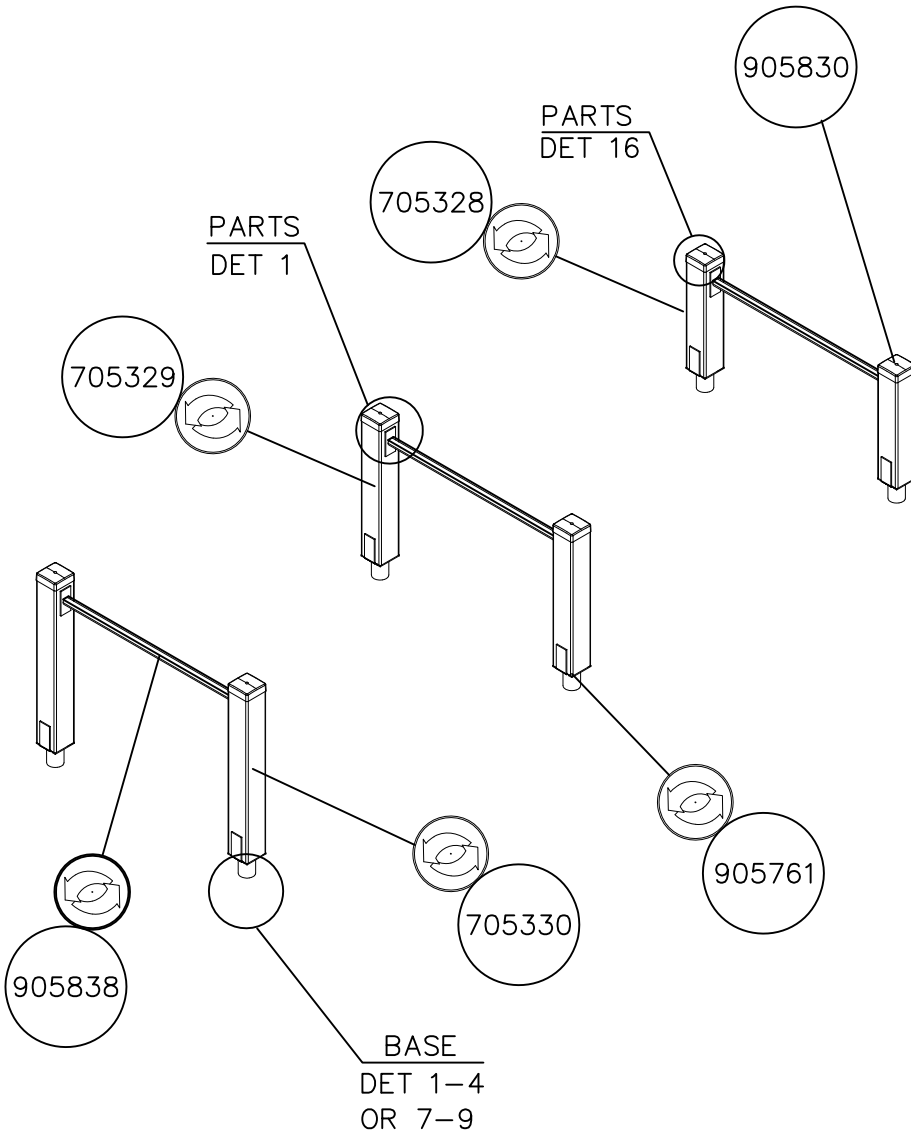 905830
PARTS
DET 16
705328
PARTS
DET 1
705329
905761
705330
905838
BASE
DET 1-4
OR 7-9